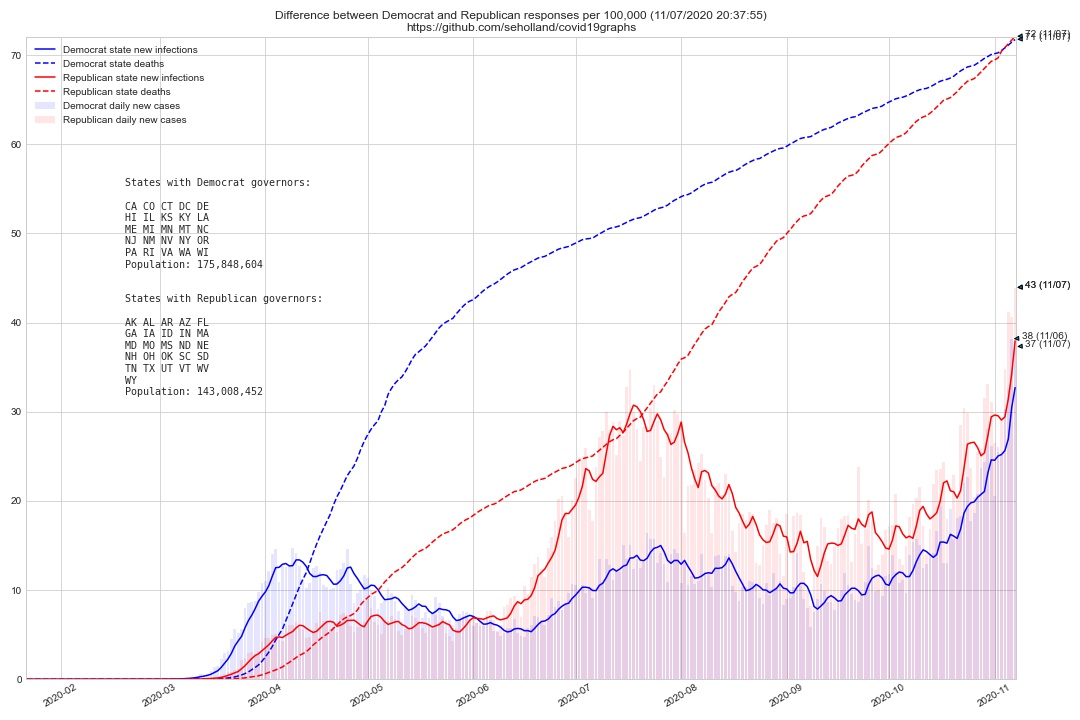 Difference between Democrat and Republican responses per 100,000 (11/07/2020 20:37:55)
https://github.com/seholland/covid19graphs
Democrat state new infections
Democrat state deaths
Republican state new infections
Republican state deaths
Democrat daily new cases
Republican daily new cases
States with Democrat governors:
CA CO CT DC DE
HI IL KS KY LA
ME MI MN MT NC
NJ NM NV NY OR
PA RI VA WA WI
Population: 175,848,604
States with Republican governors:
AK AL AR AZ FL
GA IA ID IN MA
MD MO MS ND NE
NH OH OK SC SD
TN TX UT VT WV
WY
Population: 143,008,452
72 (11/07)
71 (11/07)
43 (11/07)
38 (11/06)
37 (11/07)
70
60
50
40
30
20
10
0
2020-02
2020-03
2020-04
2020-05
2020-06
2020-07
2020-08
2020-09
2020-10
2020-11